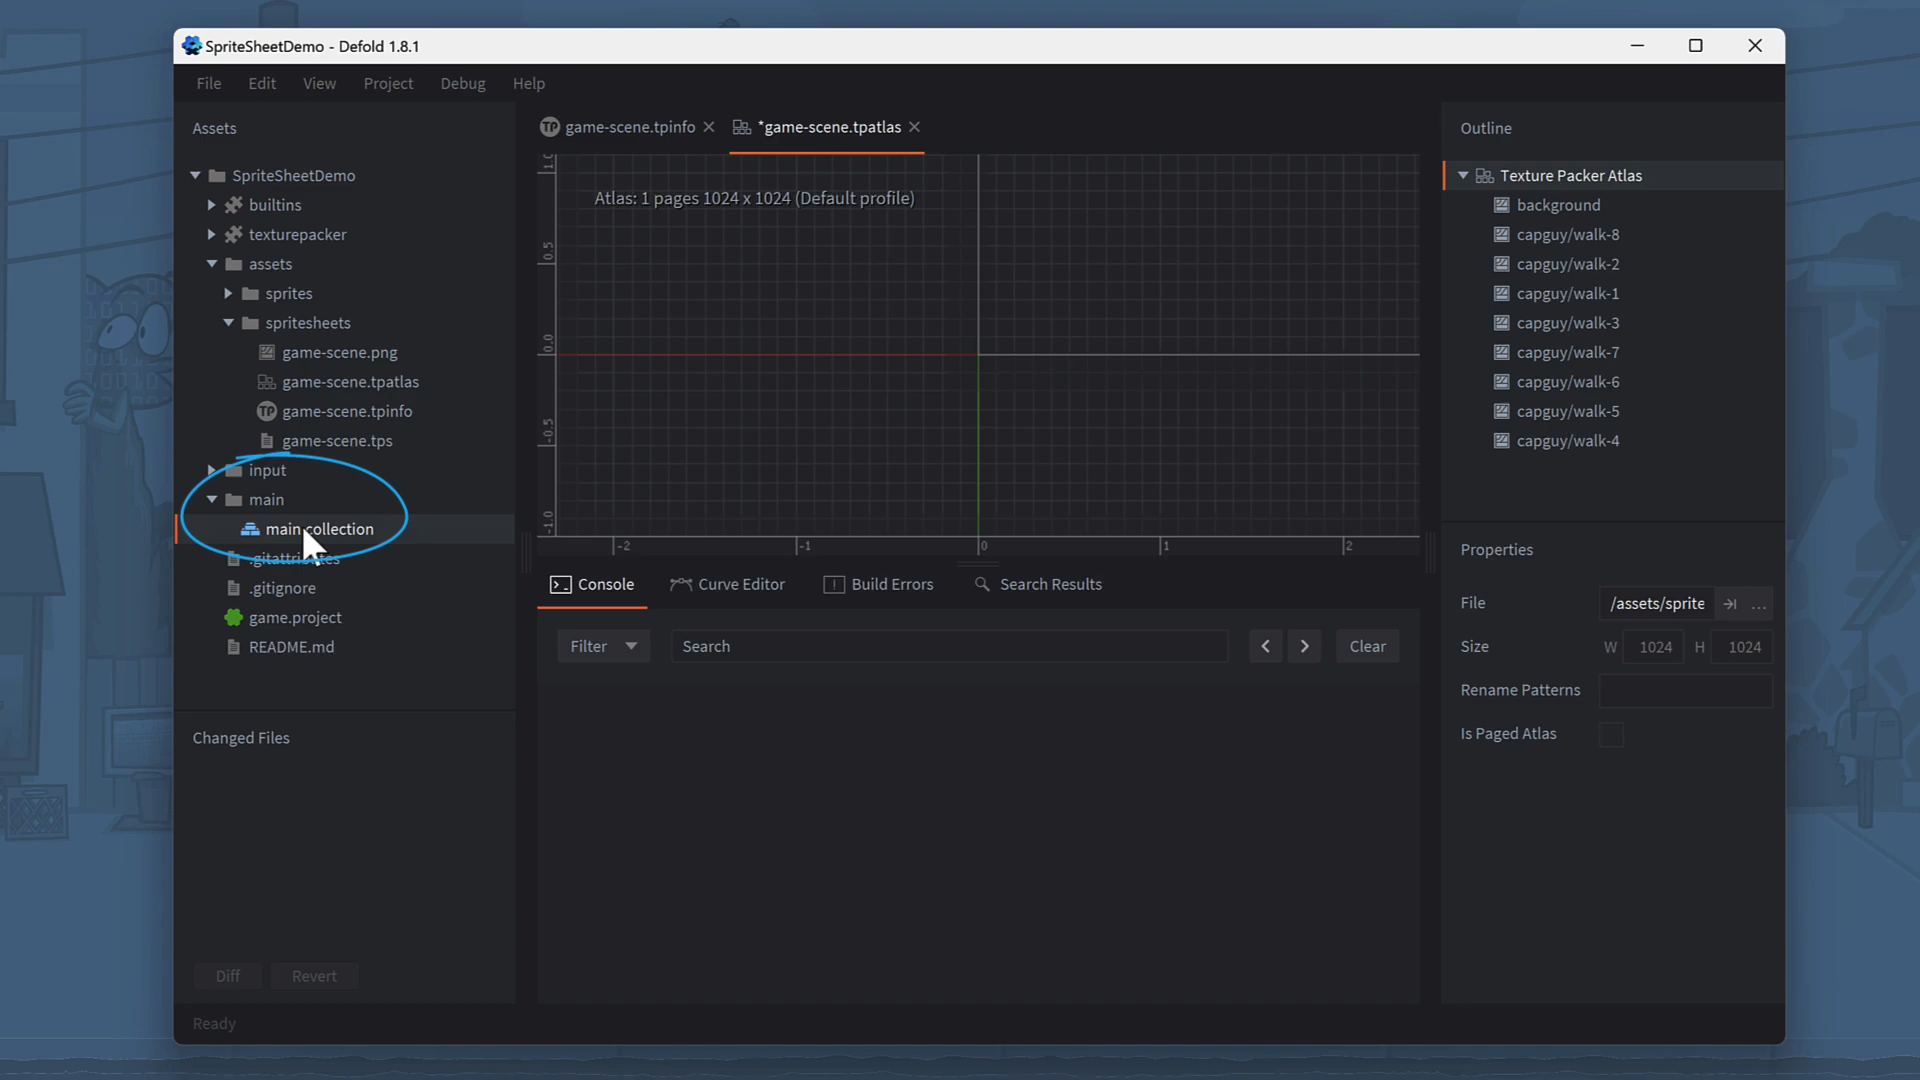 SpriteSheetDemo - Defold 1.8.1
File Edit View Project Debug Help
Assets
SpriteSheetDemo
builtins
texturepacker
assets
sprites
spritesheets
game-scene.png
game-scene.tpatlas
TP game-scene.tpinfo
game-scene.tps
input
main
main.collection
.gitattributes
.gitignore
game.project
README.md
Changed Files
Diff Revert
Ready
TP game-scene.tpinfo *game-scene.tpatlas
Atlas: 1 pages 1024 x 1024 (Default profile)
1.0
0.5
0.0
-0.5
-1.0
-2 -1 0 1 2
Console Curve Editor Build Errors Search Results
Filter Search Clear
Outline
Texture Packer Atlas
background
capguy/walk-8
capguy/walk-2
capguy/walk-1
capguy/walk-3
capguy/walk-7
capguy/walk-6
capguy/walk-5
capguy/walk-4
Properties
File /assets/sprite ...
Size W 1024 H 1024
Rename Patterns
Is Paged Atlas